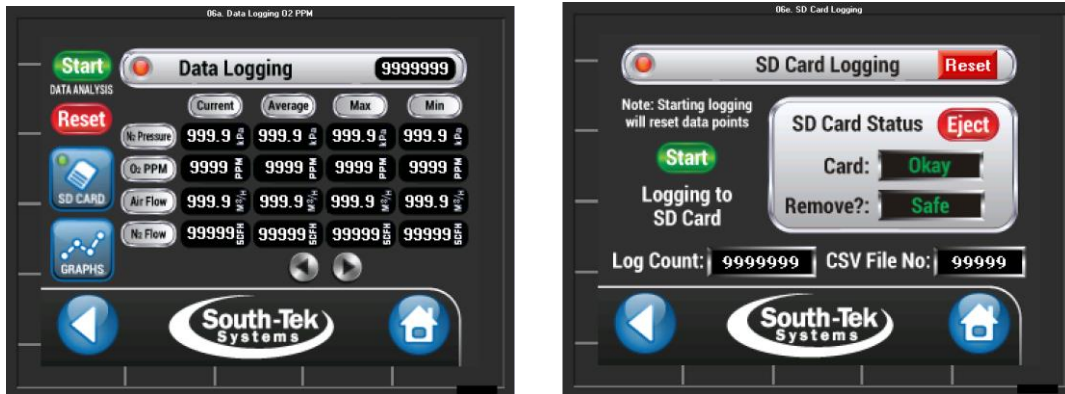 06a. Data Logging O2 PPM
Start
DATA ANALYSIS
Data Logging
9999999
Reset
Current
Average
Max
Min
N₂ Pressure
999.9 kPa
999.9 kPa
999.9 kPa
999.9 kPa
SD CARD
O₂ PPM
9999 PPM
9999 PPM
9999 PPM
9999 PPM
Air Flow
999.9 M³/H
999.9 M³/H
999.9 M³/H
999.9 M³/H
GRAPHS
N₂ Flow
99999 SCFH
99999 SCFH
99999 SCFH
99999 SCFH
South-Tek
Systems
06e. SD Card Logging
SD Card Logging
Reset
Note: Starting logging
will reset data points
Start
Logging to
SD Card
SD Card Status
Eject
Card:
Okay
Remove?:
Safe
Log Count:
9999999
CSV File No:
99999
South-Tek
Systems